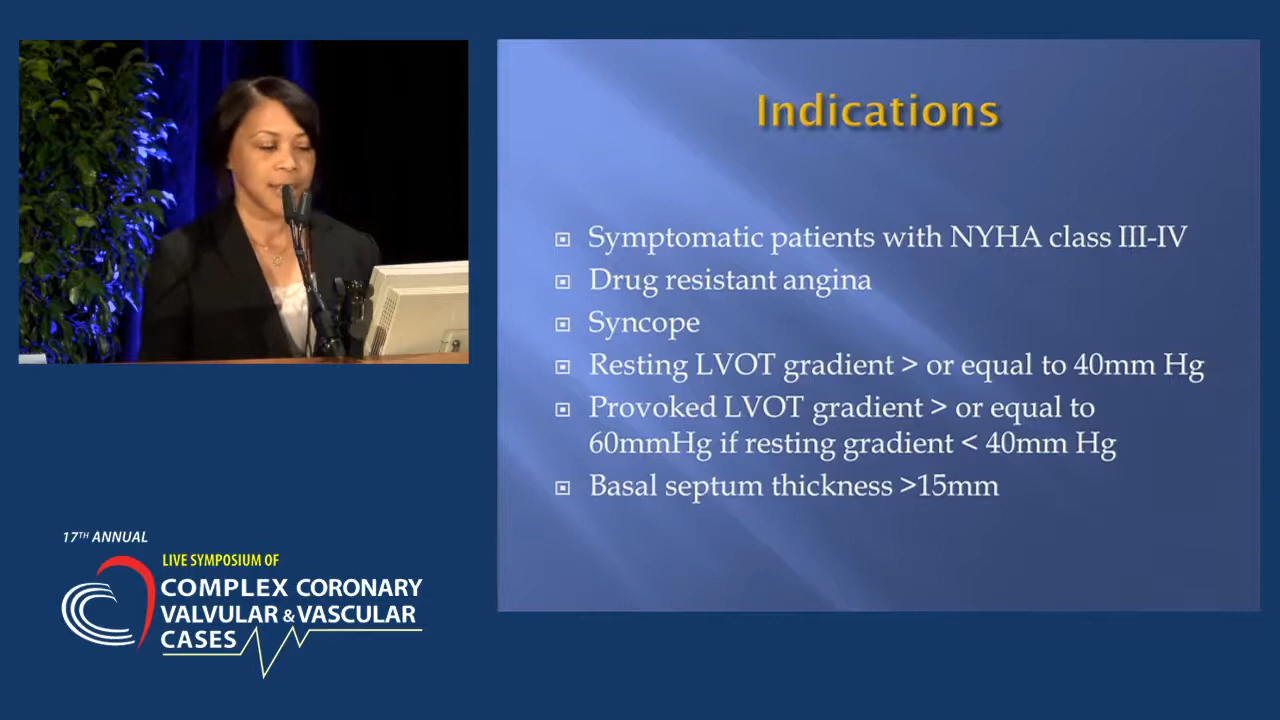 Indications
Symptomatic patients with NYHA class III-IV
Drug resistant angina
Syncope
Resting LVOT gradient > or equal to 40mm Hg
Provoked LVOT gradient > or equal to
60mmHg if resting gradient < 40mm Hg
Basal septum thickness >15mm
17TH ANNUAL
LIVE SYMPOSIUM OF
COMPLEX CORONARY
VALVULAR & VASCULAR
CASES